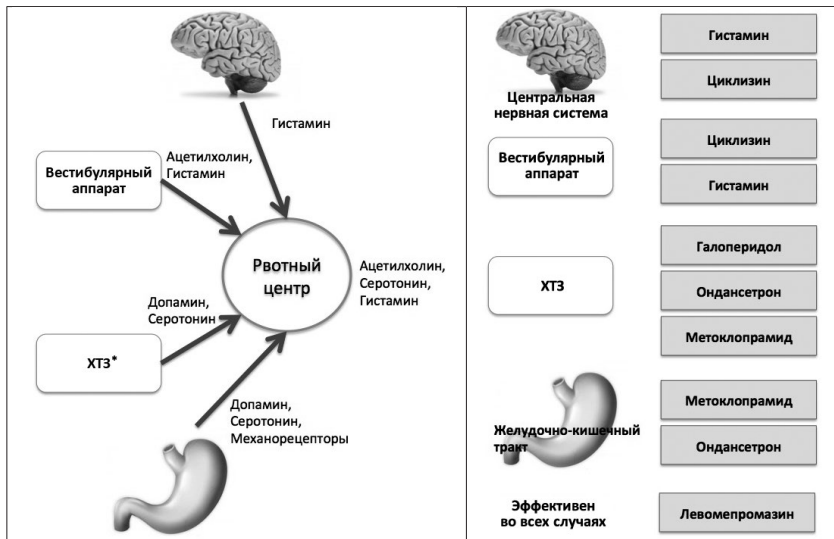 Гистамин
Ацетилхолин,
Гистамин
Вестибулярный
аппарат
Рвотный
центр
Ацетилхолин,
Серотонин,
Гистамин
Допамин,
Серотонин
ХТЗ*
Допамин,
Серотонин,
Механорецепторы
Центральная
нервная система
Гистамин
Циклизин
Вестибулярный
аппарат
Циклизин
Гистамин
ХТЗ
Галоперидол
Ондансетрон
Метоклопрамид
Желудочно-кишечный
тракт
Метоклопрамид
Ондансетрон
Эффективен
во всех случаях
Левомепромазин